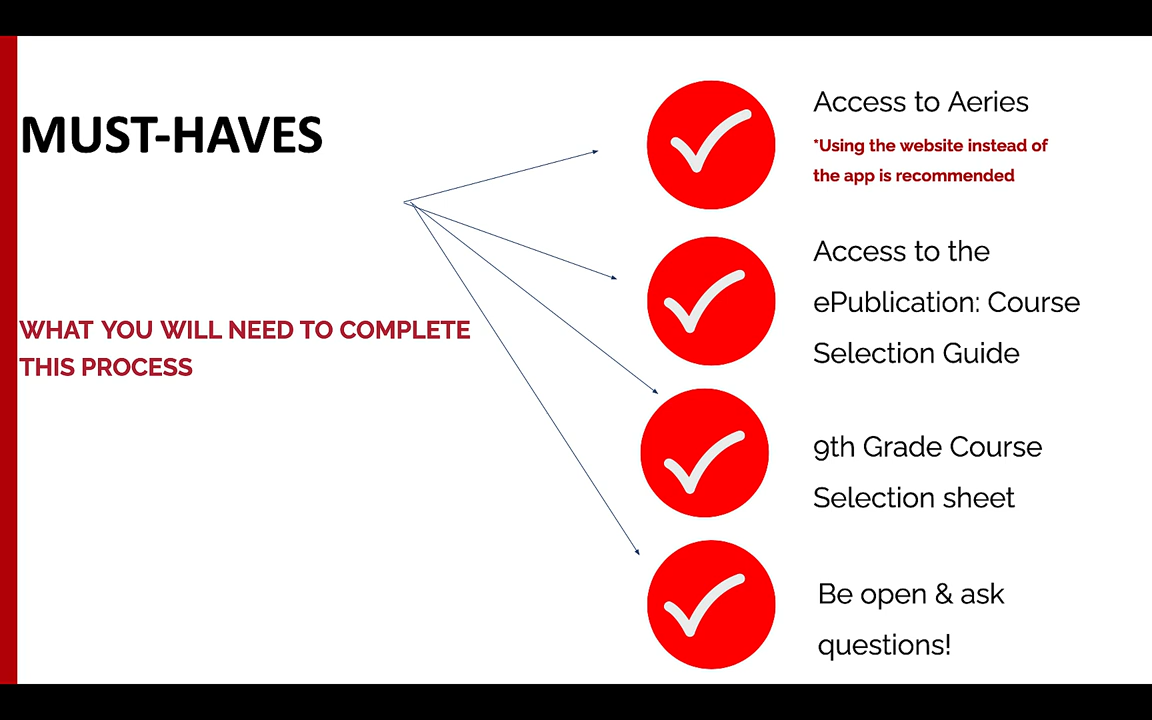 MUST-HAVES
WHAT YOU WILL NEED TO COMPLETE
THIS PROCESS
Access to Aeries
*Using the website instead of
the app is recommended
Access to the
ePublication: Course
Selection Guide
9th Grade Course
Selection sheet
Be open & ask
questions!